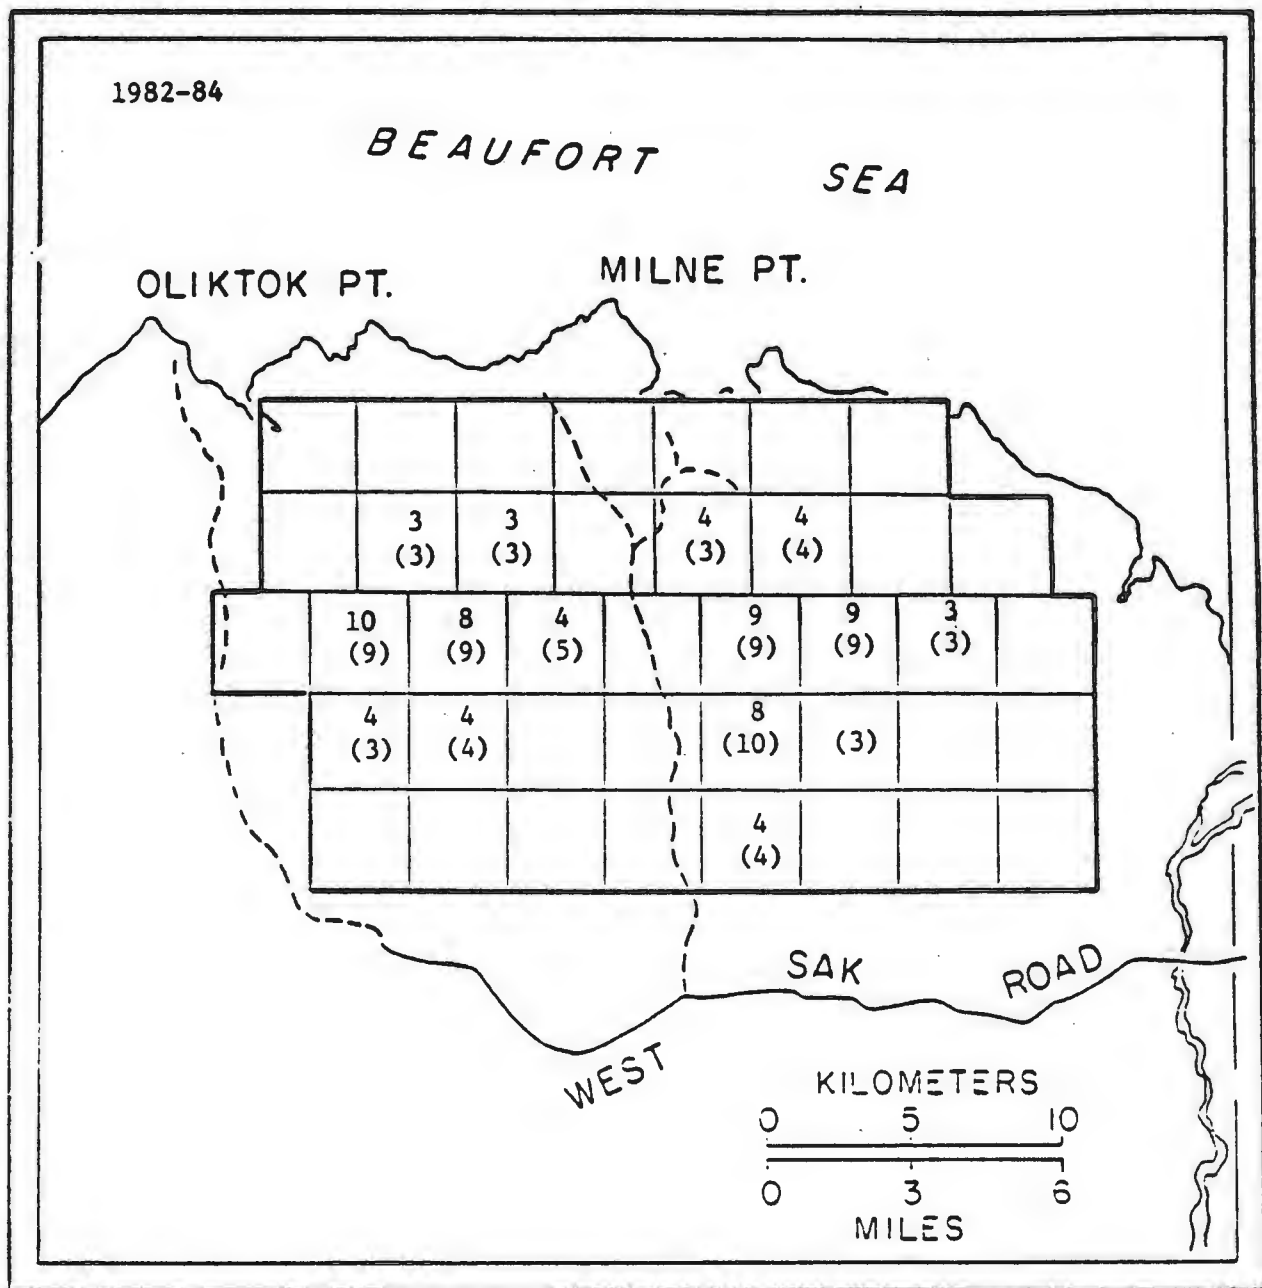 1982-84
BEAUFORT SEA
OLIKTOK PT. MILNE PT.
3 3 4 4
(3) (3) (3) (4)
10 8 4 9 9 3
(9) (9) (5) (9) (9) (3)
4 4 8
(3) (4) (10) (3)
4
(4)
WEST SAK ROAD
KILOMETERS
0 5 10
0 3 6
MILES